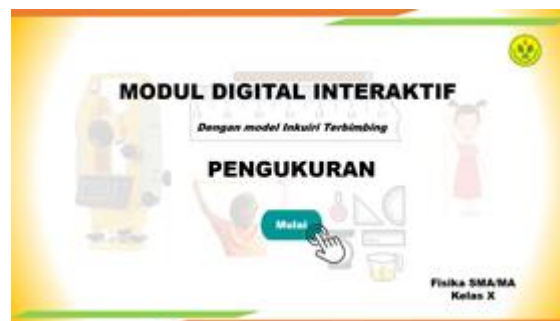 MODUL DIGITAL INTERAKTIF
Dengan model Inkuiri Terbimbing
PENGUKURAN
Mulai
Fisika SMA/MA
Kelas X